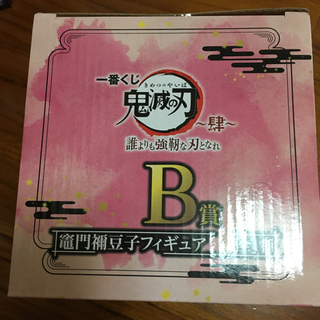 一番くじ
きめつのやいば
鬼滅の刃
～肆～
誰よりも強靭な刃となれ
B賞
竈門禰豆子フィギュア